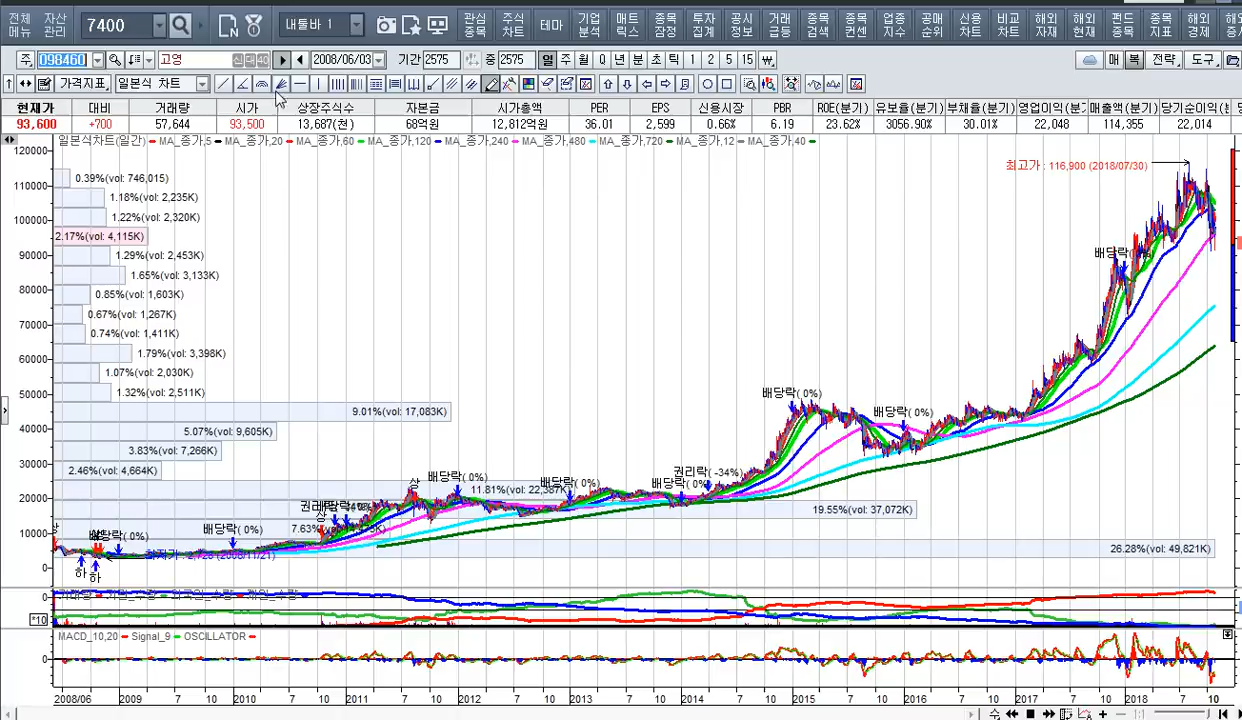 전체 자산 7400 내돌바 1 관심 주식 테마 기업 매트 투자 공시 거래 종목 종목 업종 공매 신용 비교 해외 해외 펀드 종목 해외
메뉴 관리 종목 차트 분석 릭스 잠정 집계 정보 급등 검색 컨센 지수 순위 차트 차트 자재 현재 종목 지표 경제
주 098460 고영 신대40 2008/06/03 기간 2575 중 2575 일 주 월 Q 년 분 초 틱 1 2 5 15 매 복 전략 도구
가격지표 일본식 차트
현재가 대비 거래량 시가 상장주식수 자본금 시가총액 PER EPS 신용시장 PBR ROE(분기) 유보율(분기) 부채율(분기) 영업이익(분 매출액(분기) 당기순이익(
93,600 +700 57,644 93,500 13,687(천) 68억원 12,812억원 36.01 2,599 0.66% 6.19 23.62% 3056.90% 30.01% 22,048 114,355 22,014
일본식차트(일간) MA_종가,5 MA_종가,20 MA_종가,60 MA_종가,120 MA_종가,240 MA_종가,480 MA_종가,720 MA_종가,12 MA_종가,40
120000
최고가 : 116,900 (2018/07/30)
0.39%(vol: 746,015)
110000
1.18%(vol: 2,235K)
1.22%(vol: 2,320K)
100000
2.17%(vol: 4,115K)
배당락(
90000
1.29%(vol: 2,453K)
1.65%(vol: 3,133K)
80000
0.85%(vol: 1,603K)
0.67%(vol: 1,267K)
70000
0.74%(vol: 1,411K)
1.79%(vol: 3,398K)
60000
1.07%(vol: 2,030K)
1.32%(vol: 2,511K)
배당락( 0%)
50000
9.01%(vol: 17,083K)
배당락( 0%)
40000
5.07%(vol: 9,605K)
3.83%(vol: 7,266K)
30000
2.46%(vol: 4,664K)
권리락( -34%)
배당락( 0%)
상
배당락( 0%)
배당락( 0%)
11.81%(vol: 22,387K)
20000
19.55%(vol: 37,072K)
상
배당락( 0%)
7.63%
10000
배당락( 0%)
26.28%(vol: 49,821K)
(2008/11/21)
0
하 하
0
*10
MACD_10,20 Signal_9 OSCILLATOR
0
2008/06 2009 7 10 2010 7 10 2011 7 10 2012 7 10 2013 7 10 2014 7 10 2015 7 10 2016 7 10 2017 7 10 2018 7 10